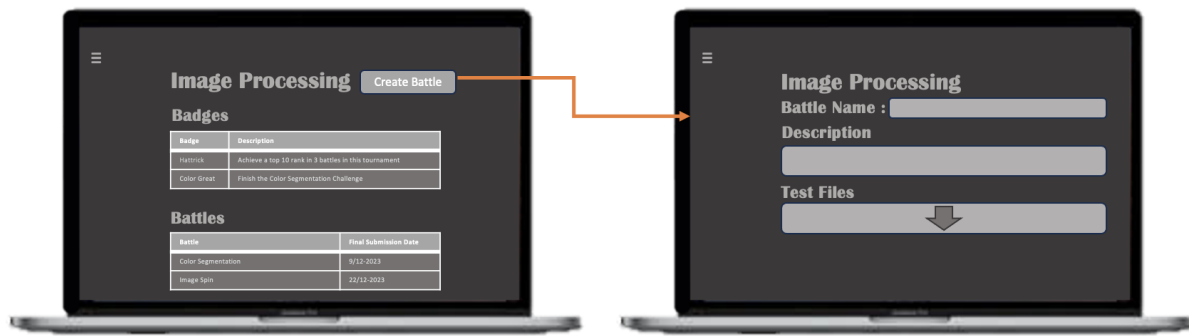 Image Processing Create Battle
Badges
Badge Description
Hattrick Achieve a top 10 rank in 3 battles in this tournament
Color Great Finish the Color Segmentation Challenge
Battles
Battle Final Submission Date
Color Segmentation 9/12-2023
Image Spin 22/12-2023
Image Processing
Battle Name :
Description
Test Files